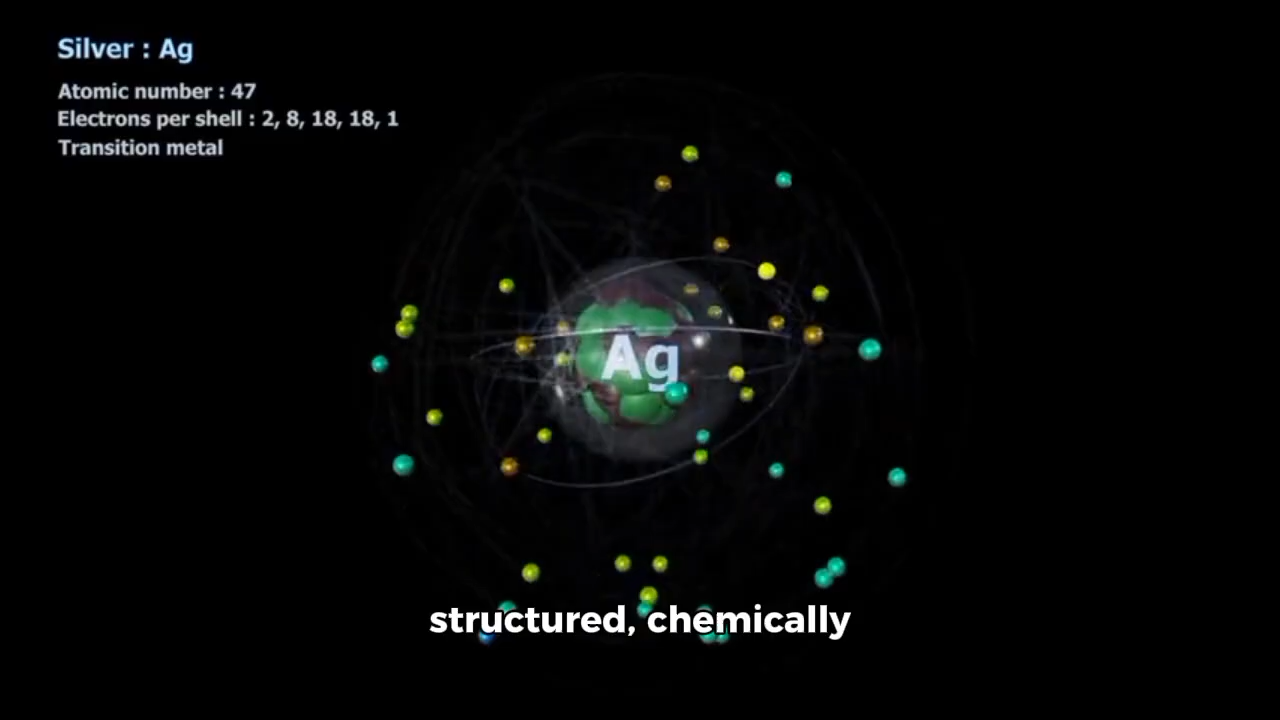 Silver : Ag
Atomic number : 47
Electrons per shell : 2, 8, 18, 18, 1
Transition metal
Ag
structured, chemically